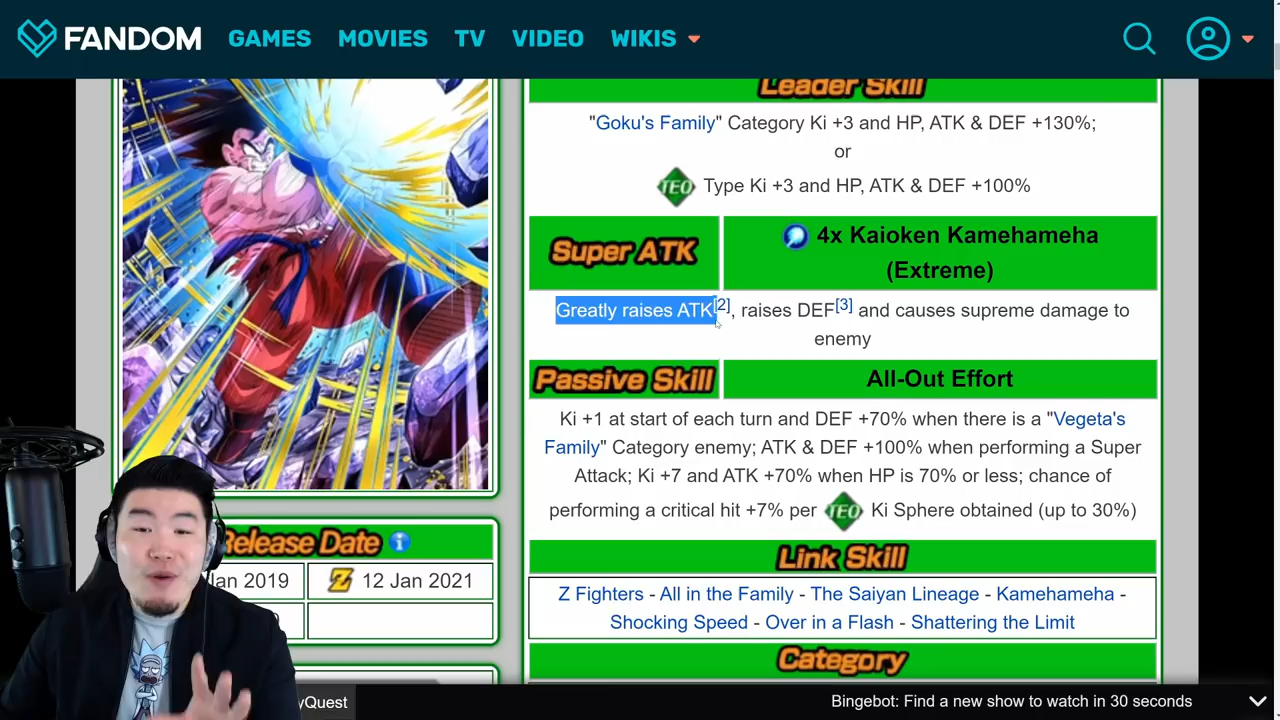 FANDOM GAMES MOVIES TV VIDEO WIKIS
Leader Skill
"Goku's Family" Category Ki +3 and HP, ATK & DEF +130%;
or
TEQ Type Ki +3 and HP, ATK & DEF +100%
Super ATK
4x Kaioken Kamehameha
(Extreme)
Greatly raises ATK[2], raises DEF[3] and causes supreme damage to
enemy
Passive Skill
All-Out Effort
Ki +1 at start of each turn and DEF +70% when there is a "Vegeta's
Family" Category enemy; ATK & DEF +100% when performing a Super
Attack; Ki +7 and ATK +70% when HP is 70% or less; chance of
performing a critical hit +7% per TEQ Ki Sphere obtained (up to 30%)
Release Date
Jan 2019
Z 12 Jan 2021
Link Skill
Z Fighters - All in the Family - The Saiyan Lineage - Kamehameha -
Shocking Speed - Over in a Flash - Shattering the Limit
Category
yQuest
Bingebot: Find a new show to watch in 30 seconds